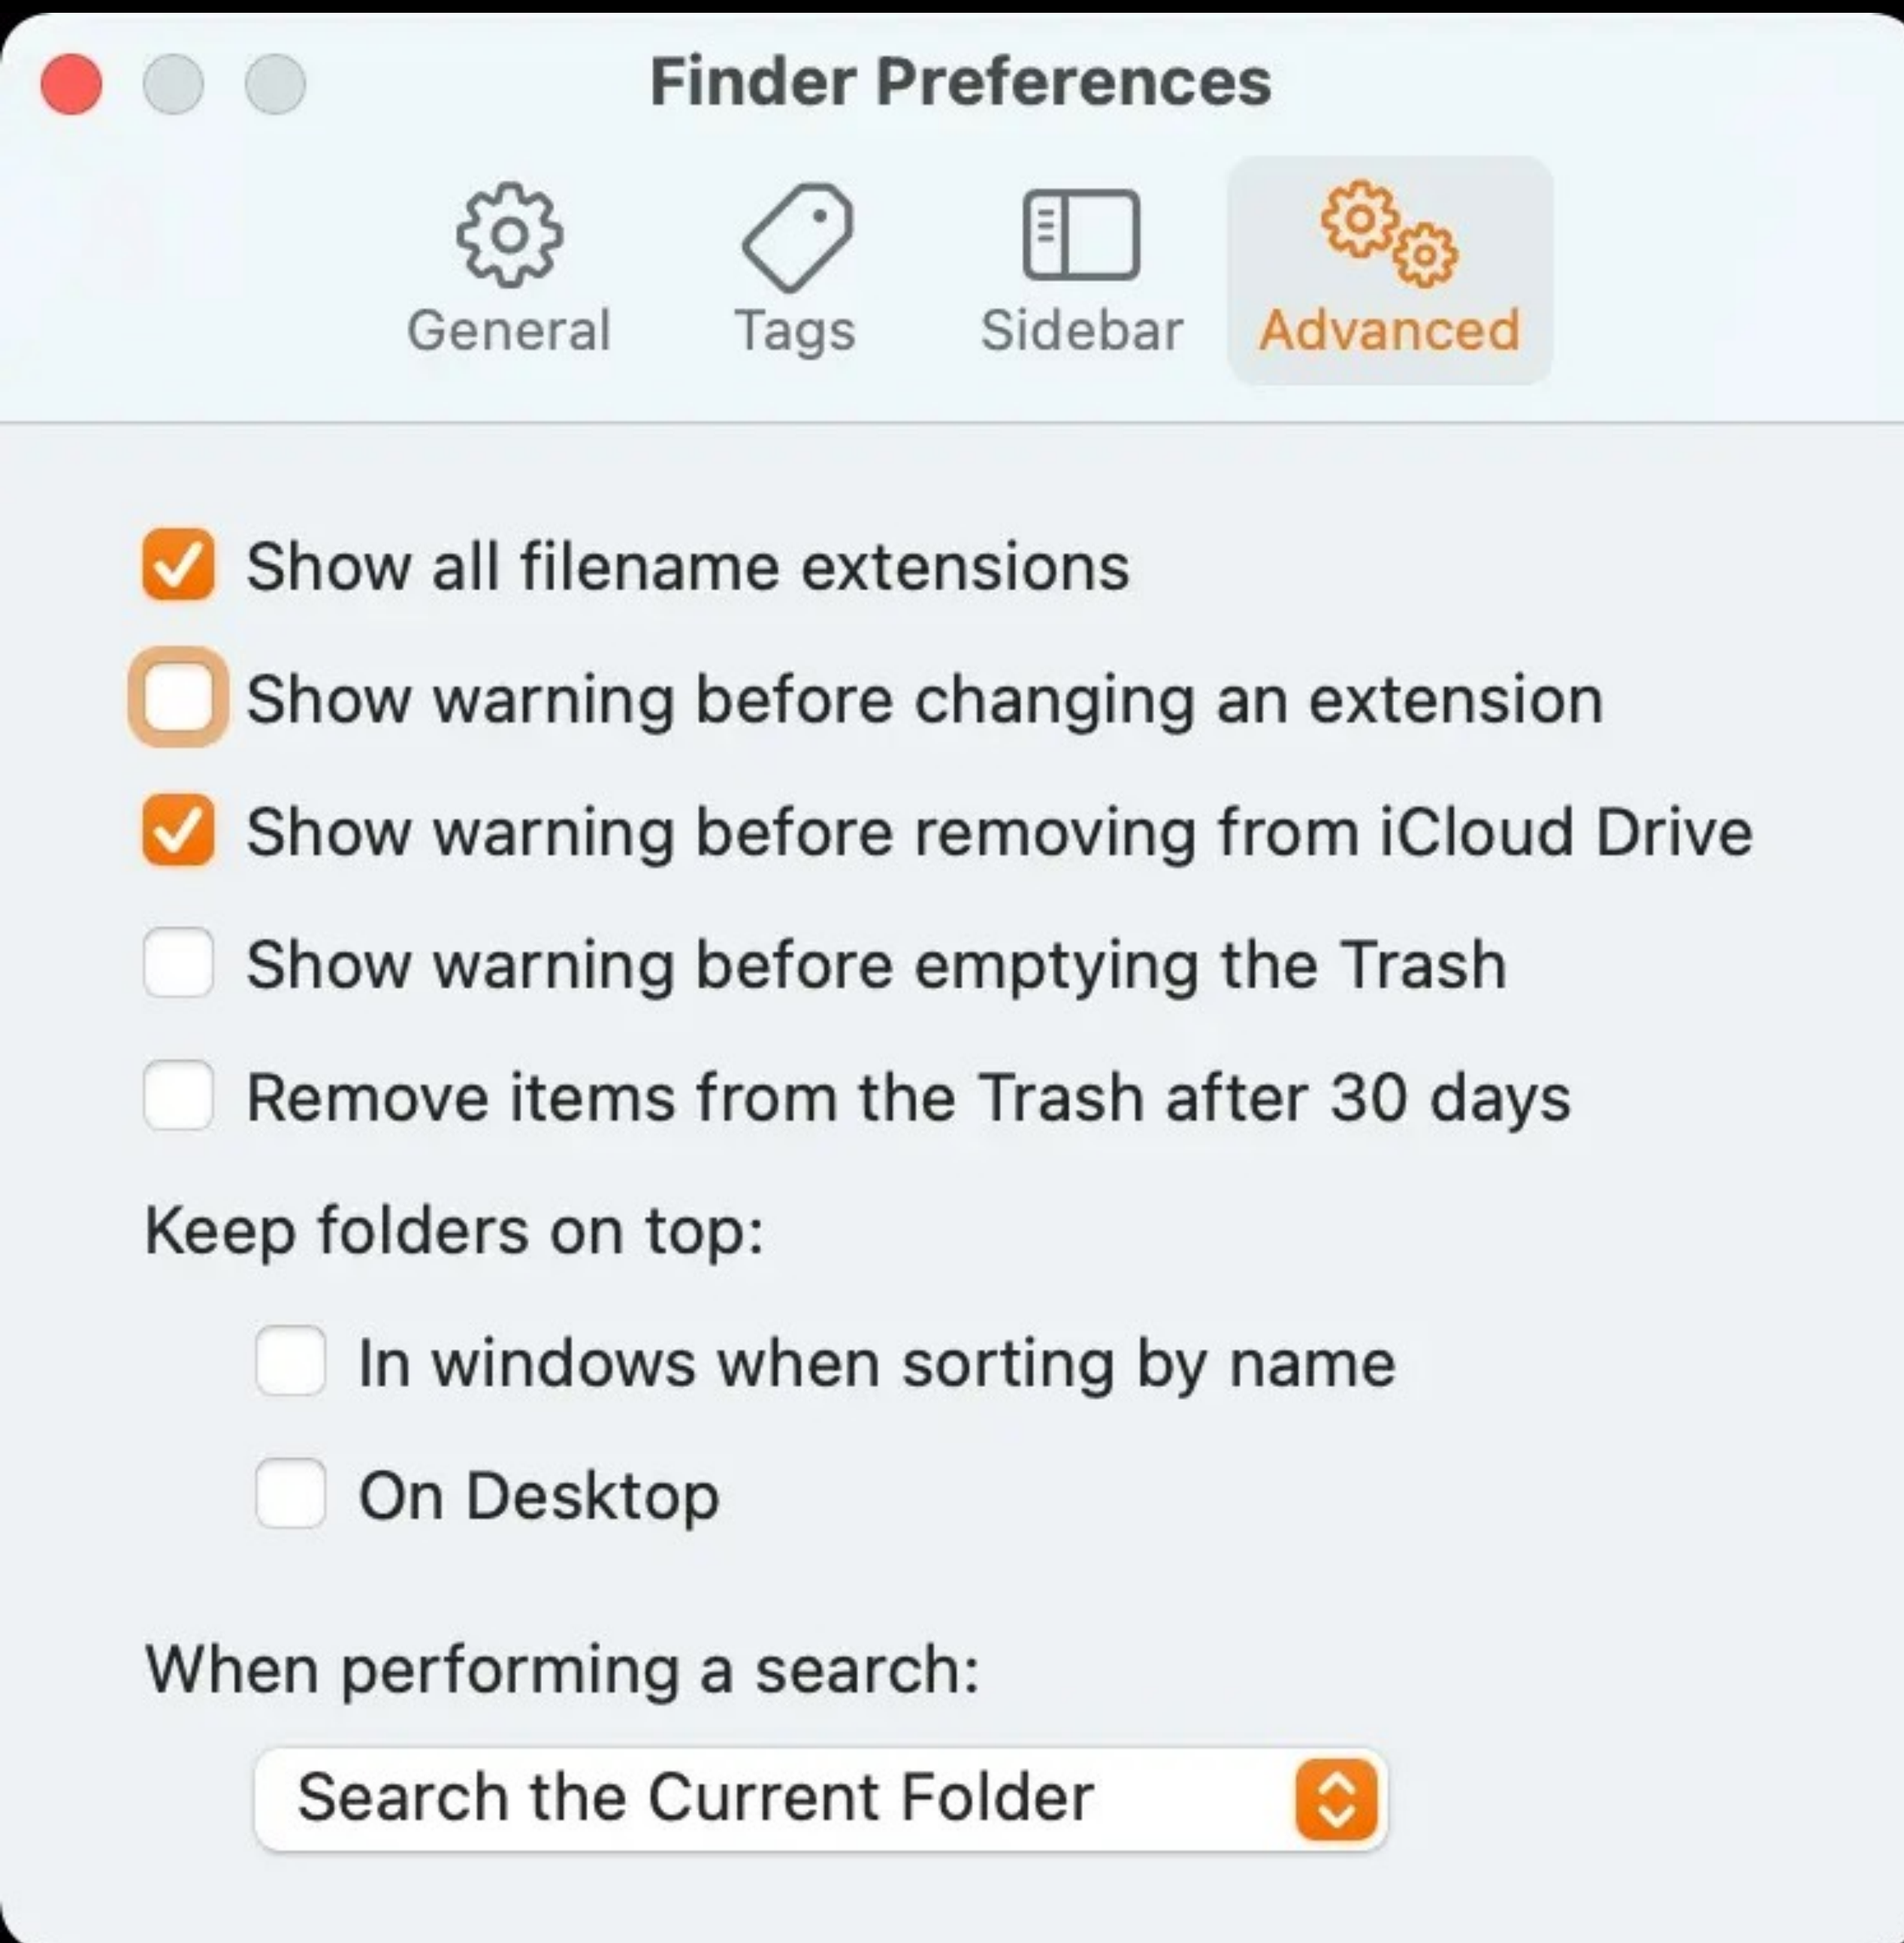 Finder Preferences
General Tags Sidebar Advanced
Show all filename extensions
Show warning before changing an extension
Show warning before removing from iCloud Drive
Show warning before emptying the Trash
Remove items from the Trash after 30 days
Keep folders on top:
In windows when sorting by name
On Desktop
When performing a search:
Search the Current Folder